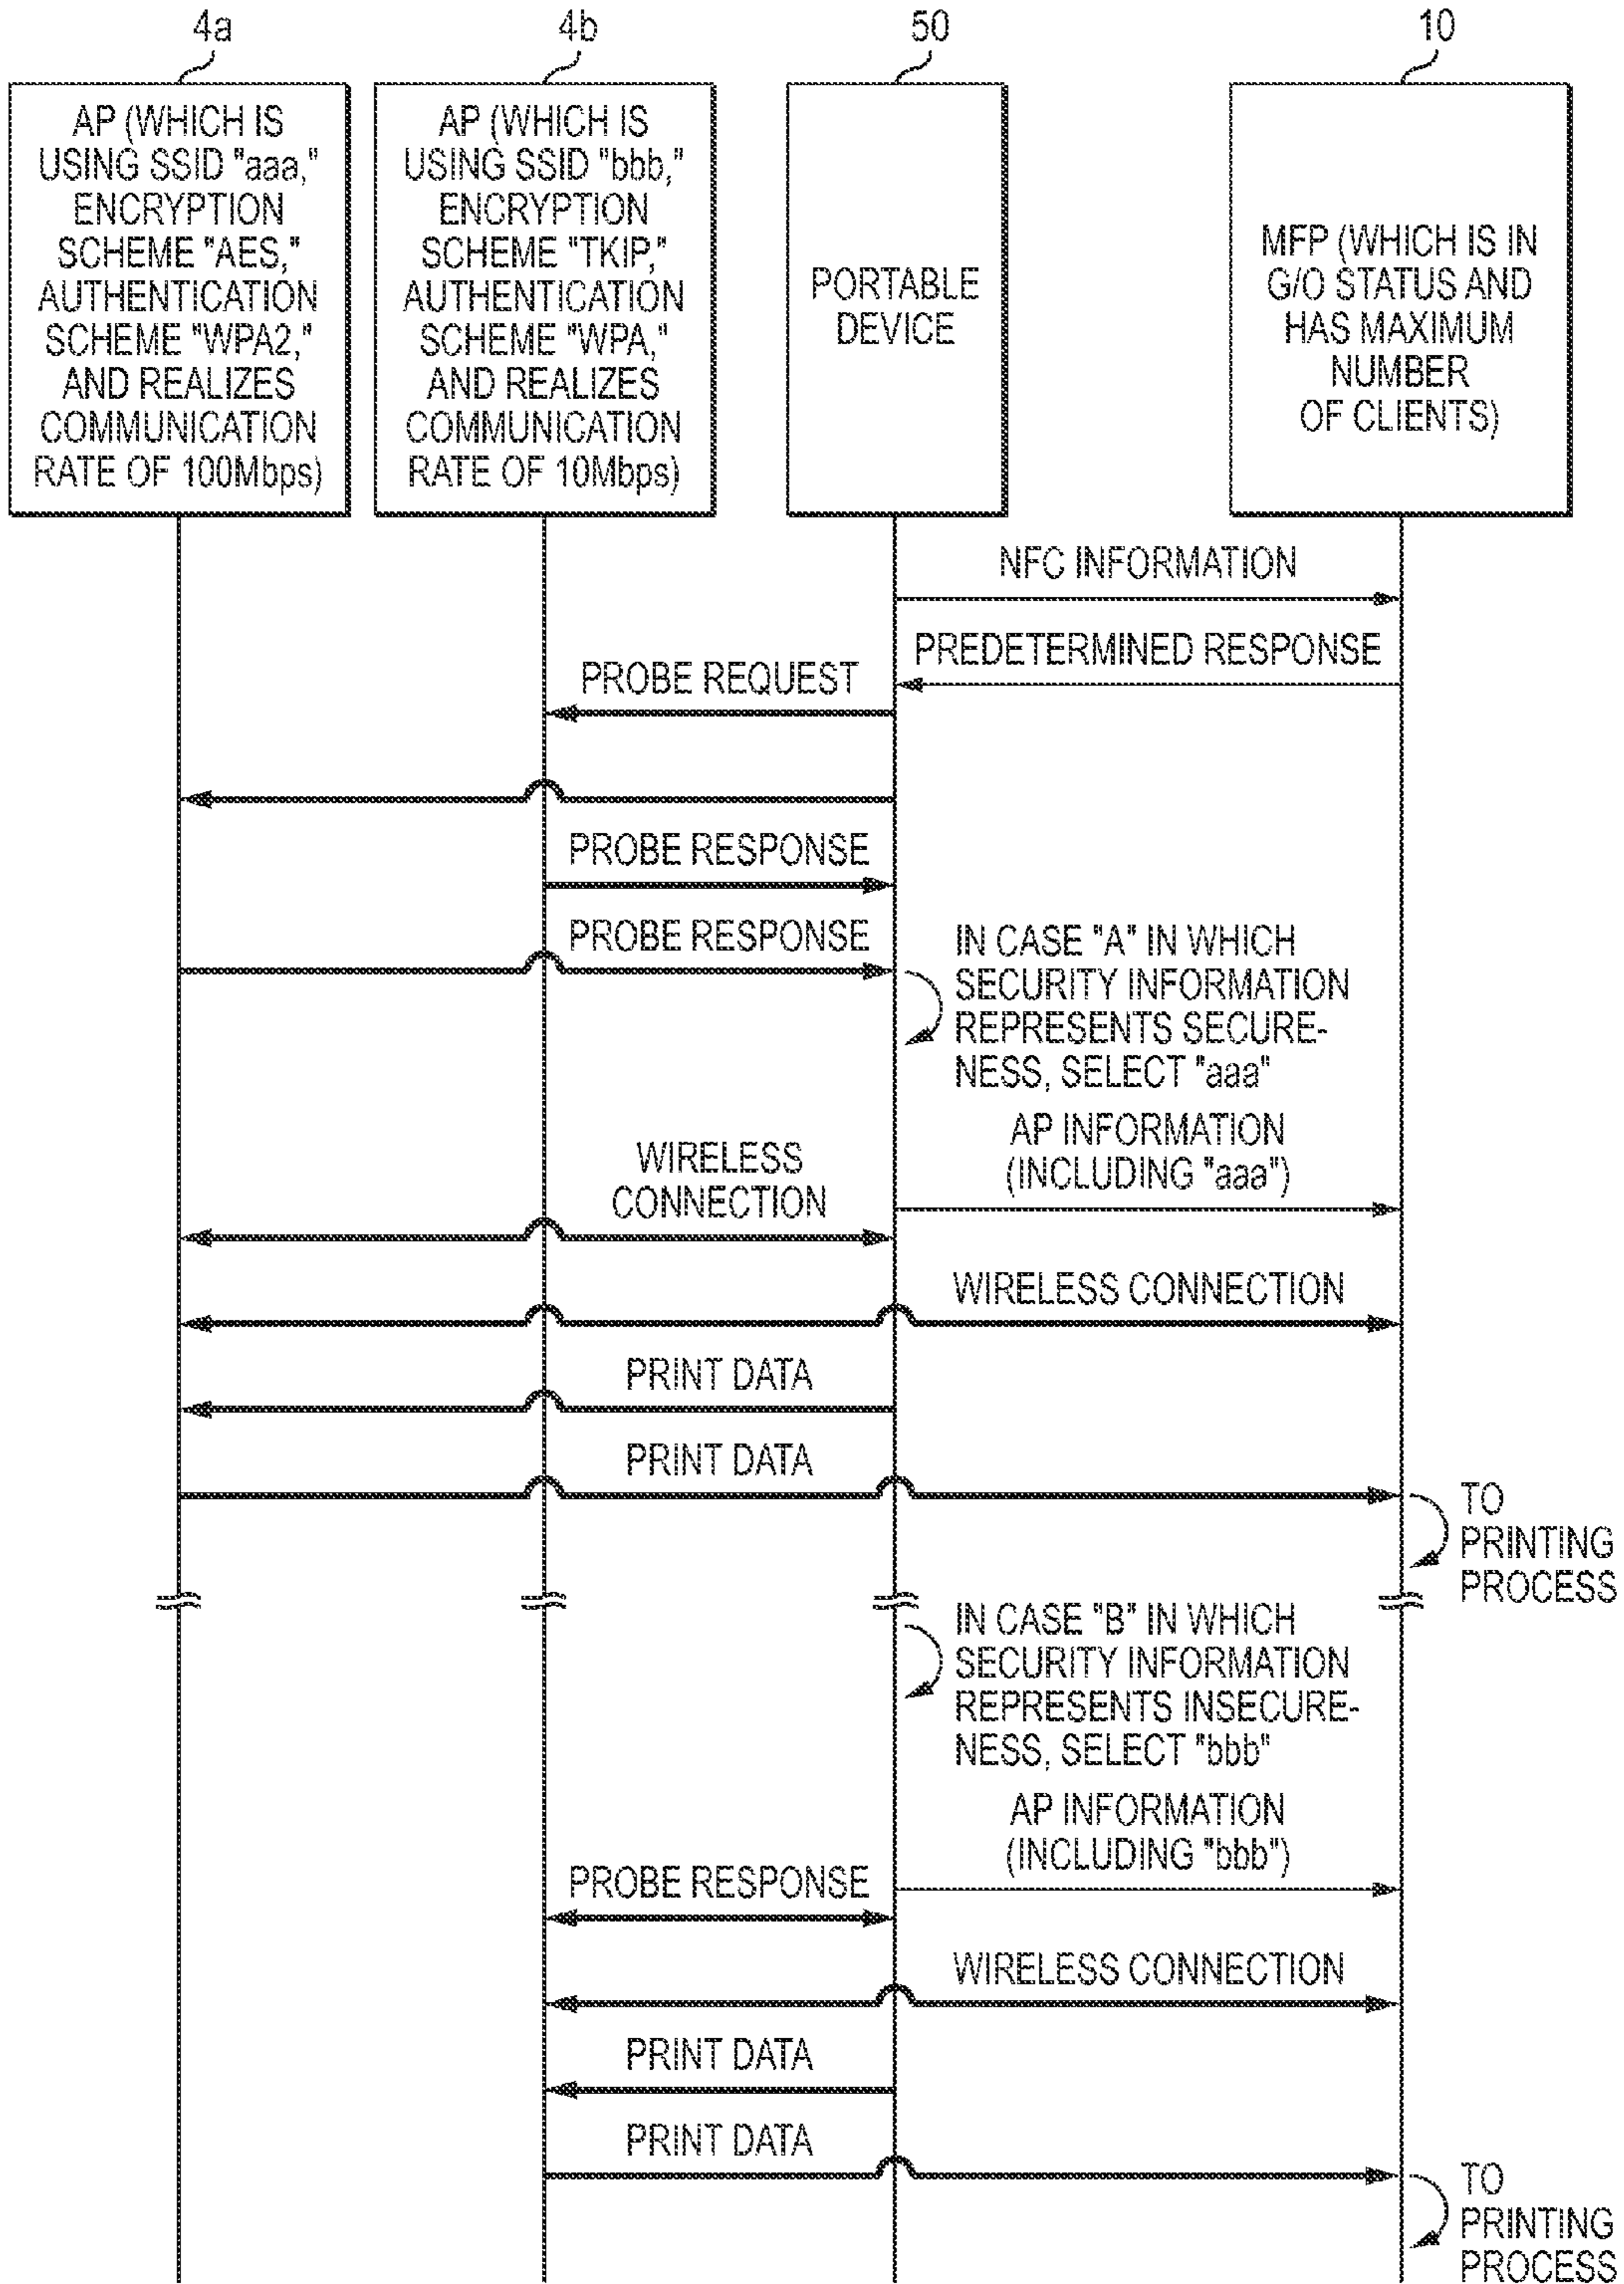 4a
4b
50
10
AP (WHICH IS
USING SSID "aaa,"
ENCRYPTION
SCHEME "AES,"
AUTHENTICATION
SCHEME "WPA2,"
AND REALIZES
COMMUNICATION
RATE OF 100Mbps)
AP (WHICH IS
USING SSID "bbb,"
ENCRYPTION
SCHEME "TKIP,"
AUTHENTICATION
SCHEME "WPA,"
AND REALIZES
COMMUNICATION
RATE OF 10Mbps)
PORTABLE
DEVICE
MFP (WHICH IS IN
G/O STATUS AND
HAS MAXIMUM
NUMBER
OF CLIENTS)
NFC INFORMATION
PREDETERMINED RESPONSE
PROBE REQUEST
PROBE RESPONSE
PROBE RESPONSE
IN CASE "A" IN WHICH
SECURITY INFORMATION
REPRESENTS SECURE-
NESS, SELECT "aaa"
AP INFORMATION
(INCLUDING "aaa")
WIRELESS
CONNECTION
WIRELESS CONNECTION
PRINT DATA
PRINT DATA
TO
PRINTING
PROCESS
IN CASE "B" IN WHICH
SECURITY INFORMATION
REPRESENTS INSECURE-
NESS, SELECT "bbb"
AP INFORMATION
(INCLUDING "bbb")
PROBE RESPONSE
WIRELESS CONNECTION
PRINT DATA
PRINT DATA
TO
PRINTING
PROCESS